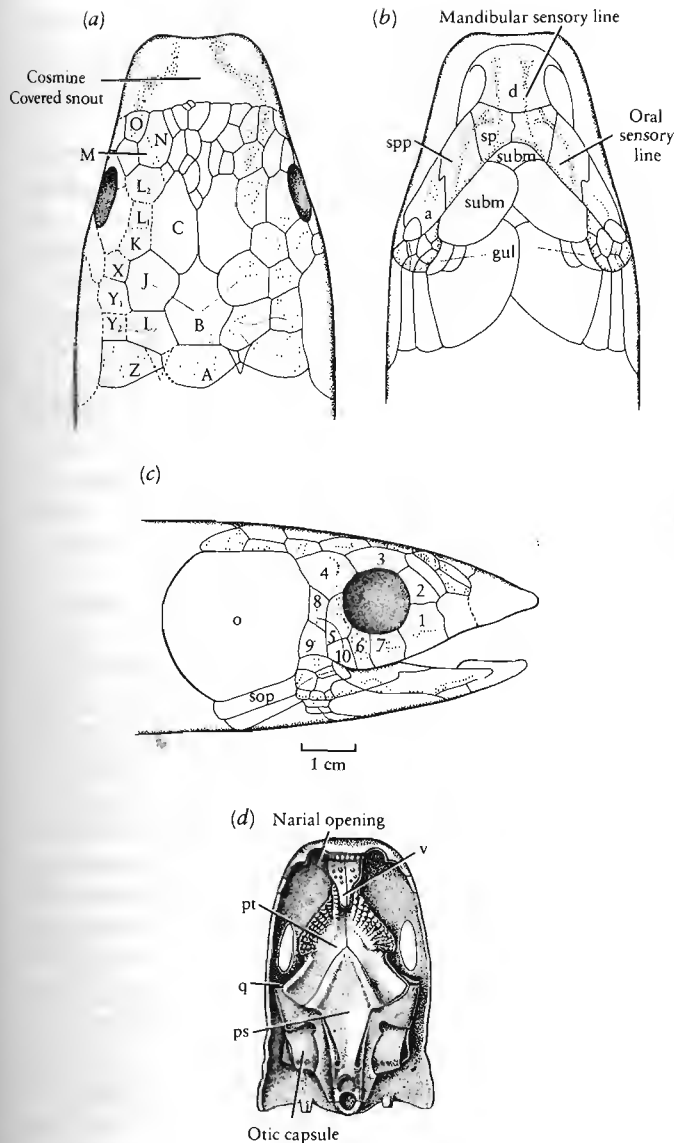 (a)
Cosmine
Covered snout
O
N
M
L₂
L₁
C
K
X
J
Y₁
Y₂
L
B
Z
A
(b)
Mandibular sensory line
d
Oral
sensory
line
sp
spp
subm
subm
a
gul
(c)
3
4
2
1
8
5
6
7
9
10
o
sop
1 cm
(d)
Narial opening
v
pt
q
ps
Otic capsule